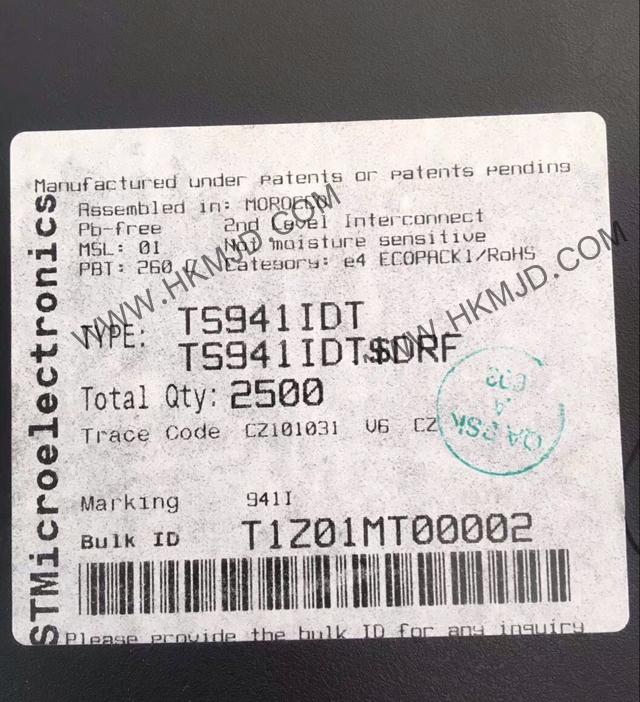 Manufactured under patents or patents pending
Assembled in: MOROCCO
Pb-free 2nd Level Interconnect
MSL: 01 Not moisture sensitive
PBT: 260 C Category: e4 ECOPACK1/RoHS
TYPE: TS941IDT
TS941IDT$DRF
Total Qty: 2500
Trace Code CZ101031 V6 CZ
Marking 941I
Bulk ID T1Z01MT00002
Please provide the bulk ID for any inquiry
STMicroelectronics
WWW.HKMJD.COM
WWW.HKMJD.COM
QA PSK
A